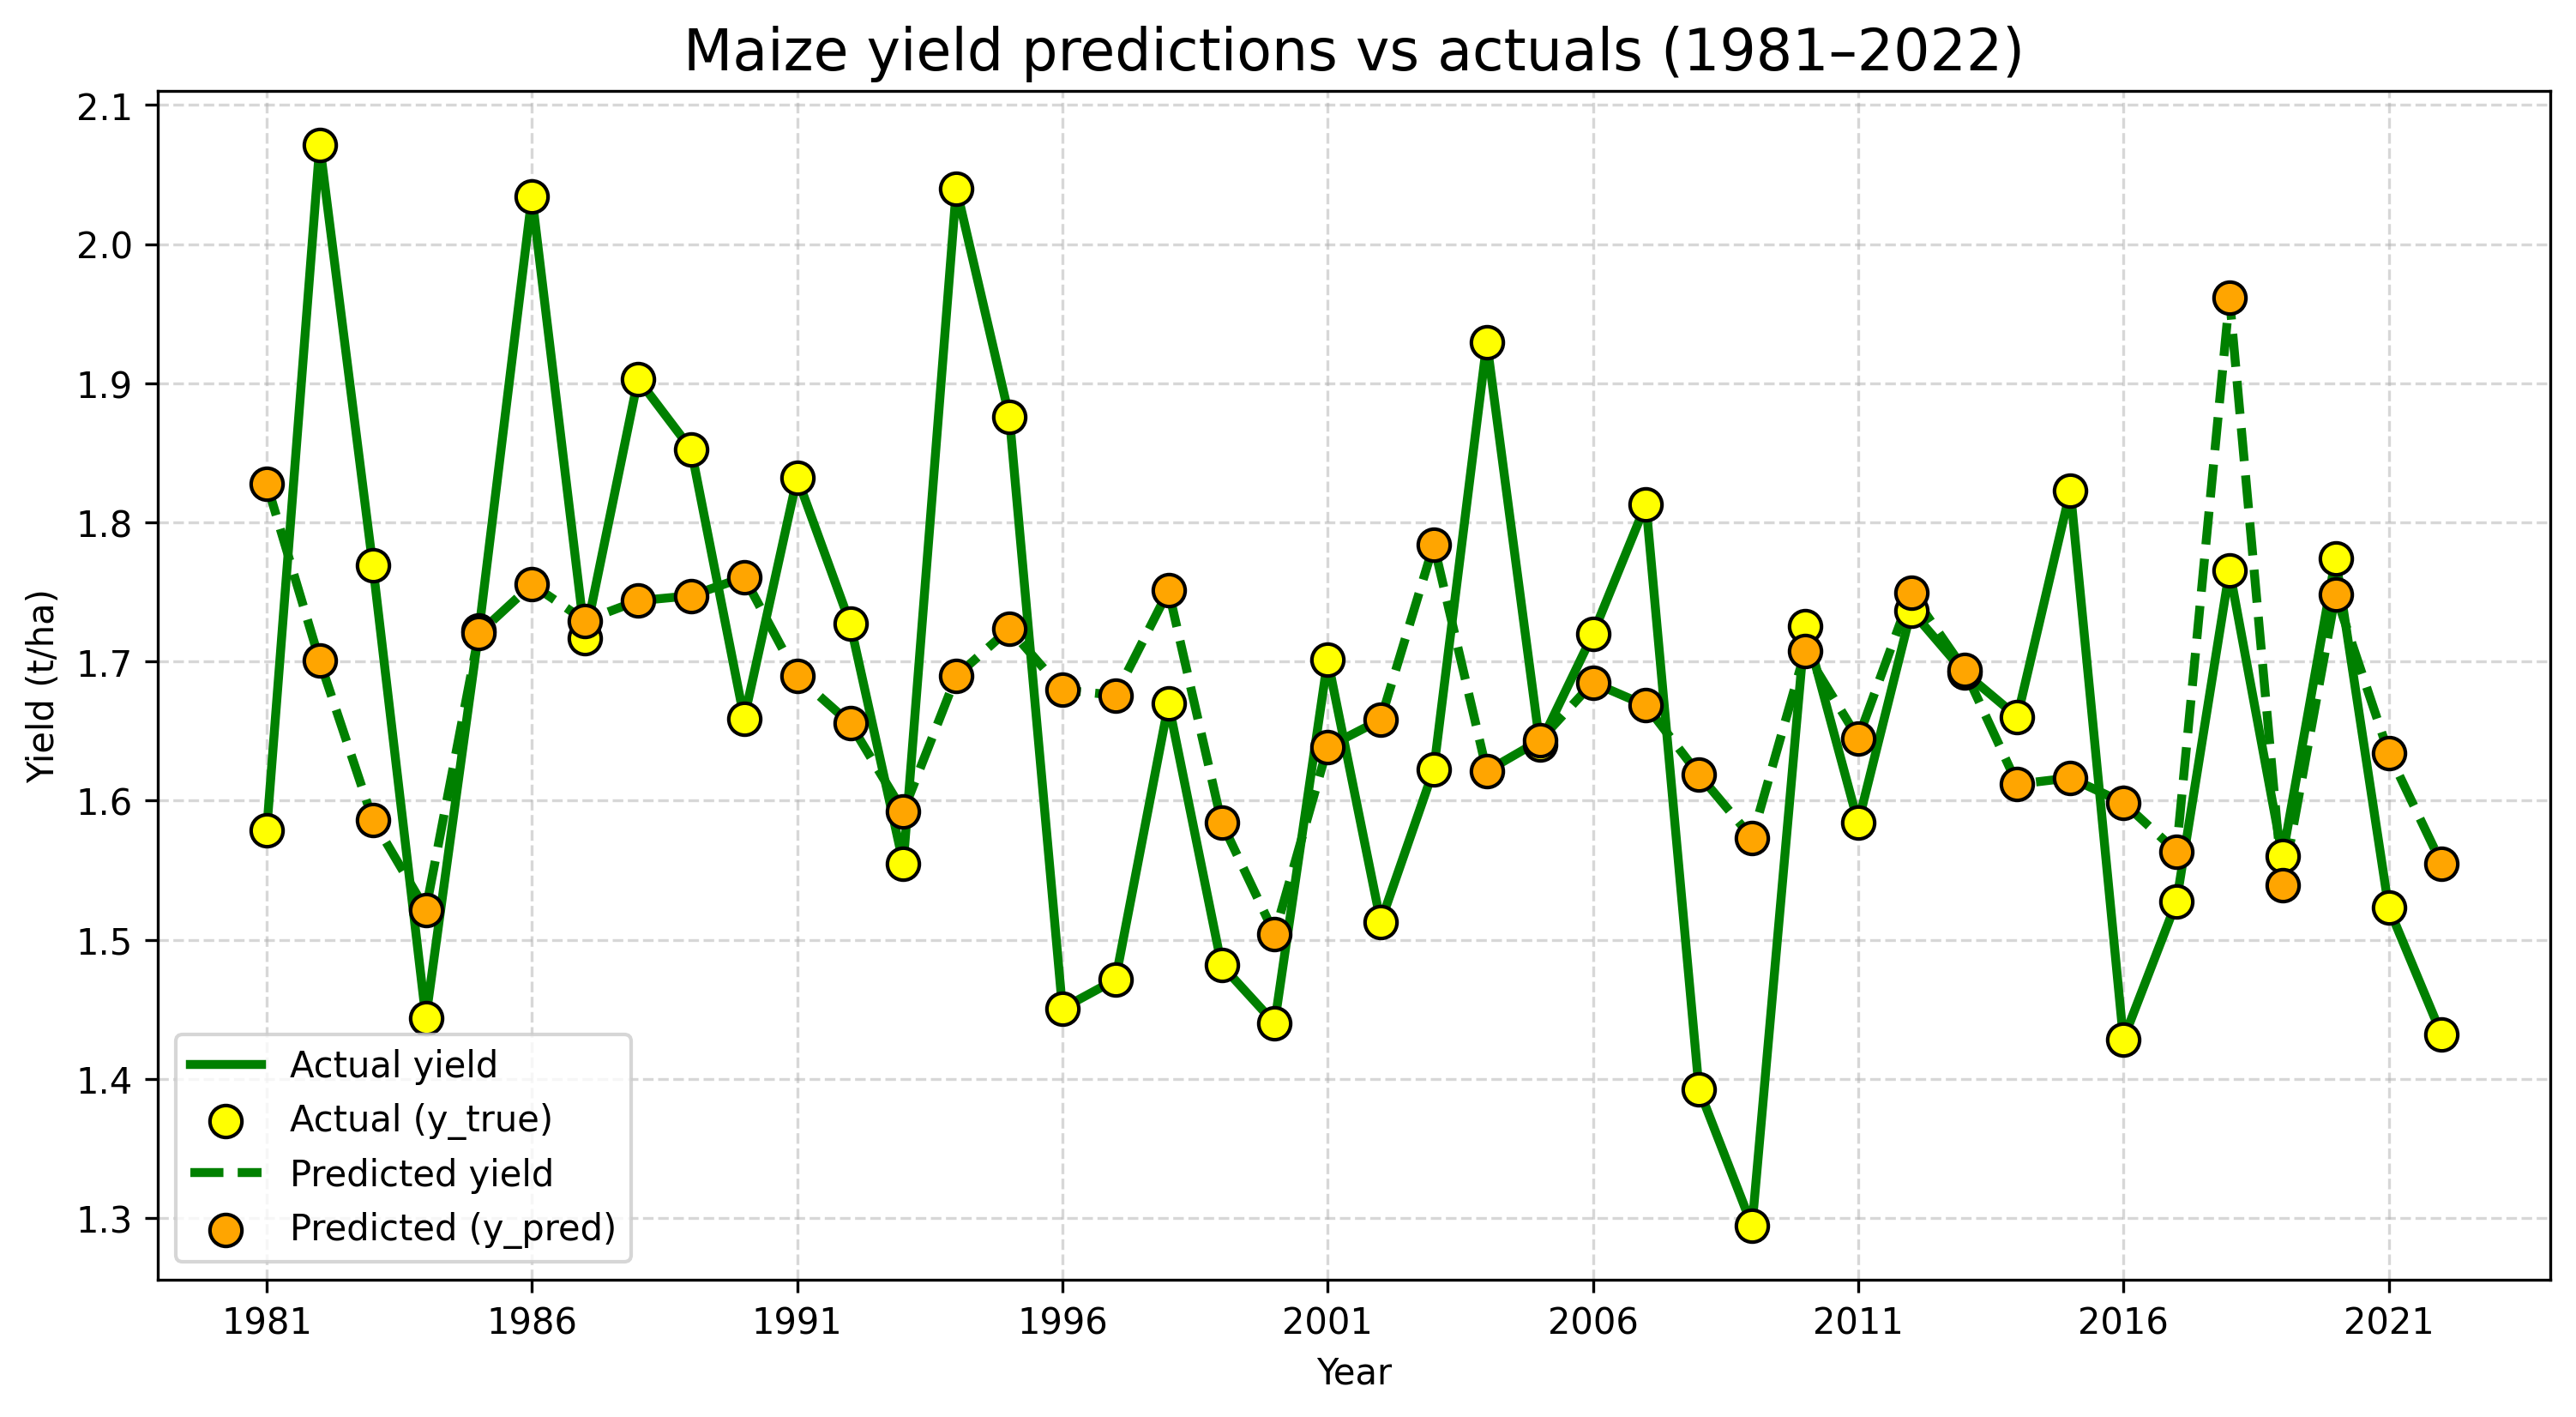 Maize yield predictions vs actuals (1981–2022)
2.1
2.0
1.9
1.8
1.7
1.6
1.5
1.4
1.3
Yield (t/ha)
Actual yield
Actual (y_true)
Predicted yield
Predicted (y_pred)
1981 1986 1991 1996 2001 2006 2011 2016 2021
Year